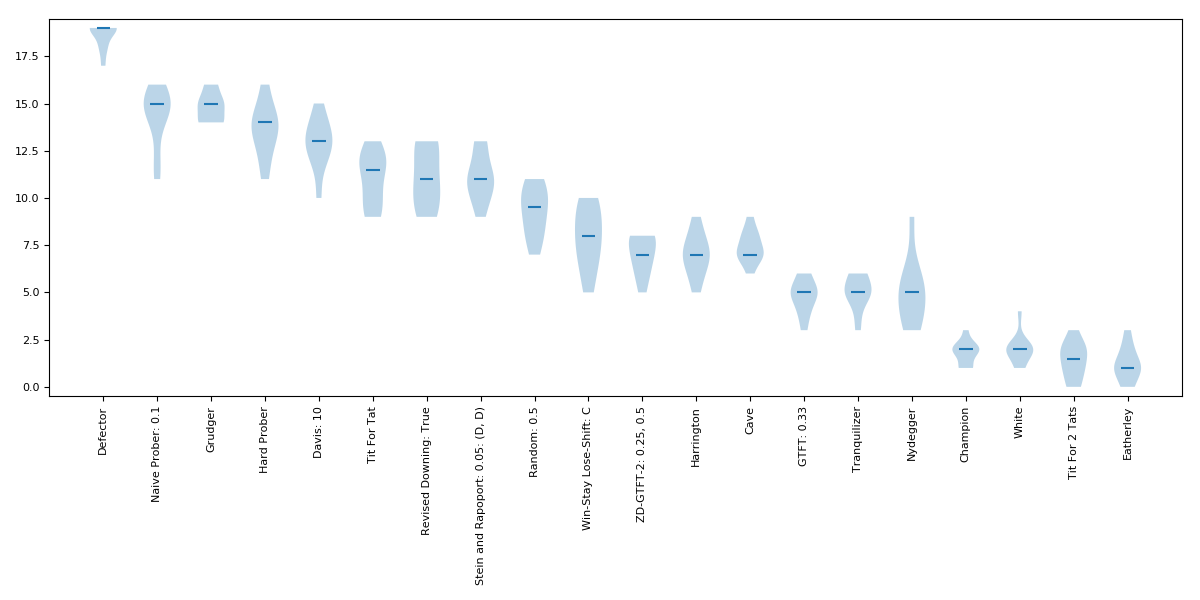 17.5
15.0
12.5
10.0
7.5
5.0
2.5
0.0
Defector
Naive Prober: 0.1
Grudger
Hard Prober
Davis: 10
Tit For Tat
Revised Downing: True
Stein and Rapoport: 0.05: (D, D)
Random: 0.5
Win-Stay Lose-Shift: C
ZD-GTFT-2: 0.25, 0.5
Harrington
Cave
GTFT: 0.33
Tranquilizer
Nydegger
Champion
White
Tit For 2 Tats
Eatherley